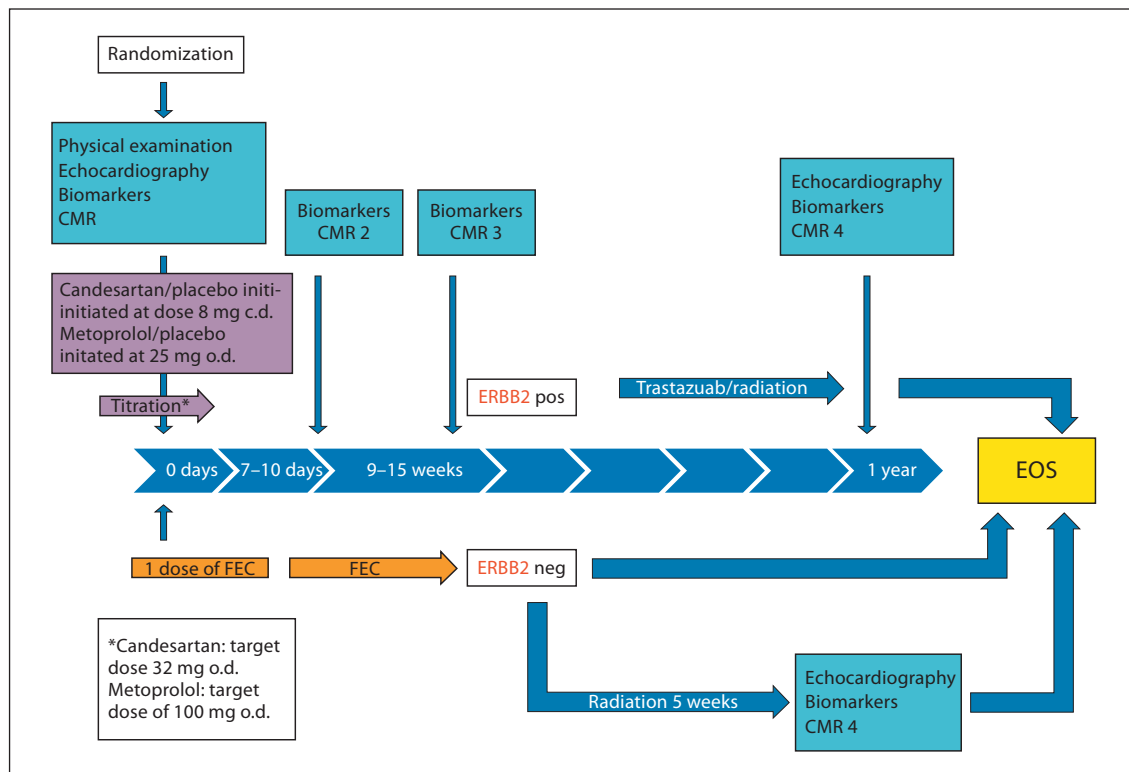 Randomization
Physical examination
Echocardiography
Biomarkers
CMR
Biomarkers
CMR 2
Biomarkers
CMR 3
Echocardiography
Biomarkers
CMR 4
Candesartan/placebo initi-
initiated at dose 8 mg c.d.
Metoprolol/placebo
initated at 25 mg o.d.
Titration*
ERBB2 pos
Trastazuab/radiation
0 days
7–10 days
9–15 weeks
1 year
EOS
1 dose of FEC
FEC
ERBB2 neg
*Candesartan: target
dose 32 mg o.d.
Metoprolol: target
dose of 100 mg o.d.
Radiation 5 weeks
Echocardiography
Biomarkers
CMR 4